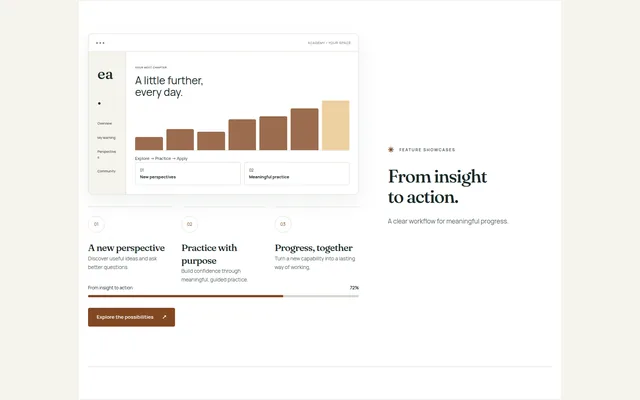 ACADEMY / YOUR SPACE
ea
.
Overview
My learning
Perspective
s
Community
YOUR NEXT CHAPTER
A little further,
every day.
Explore → Practice → Apply
01
New perspectives
02
Meaningful practice
01
A new perspective
Discover useful ideas and ask
better questions.
02
Practice with
purpose
Build confidence through
meaningful, guided practice.
03
Progress, together
Turn a new capability into a lasting
way of working.
From insight to action
72%
Explore the possibilities ↗
FEATURE SHOWCASES
From insight
to action.
A clear workflow for meaningful progress.